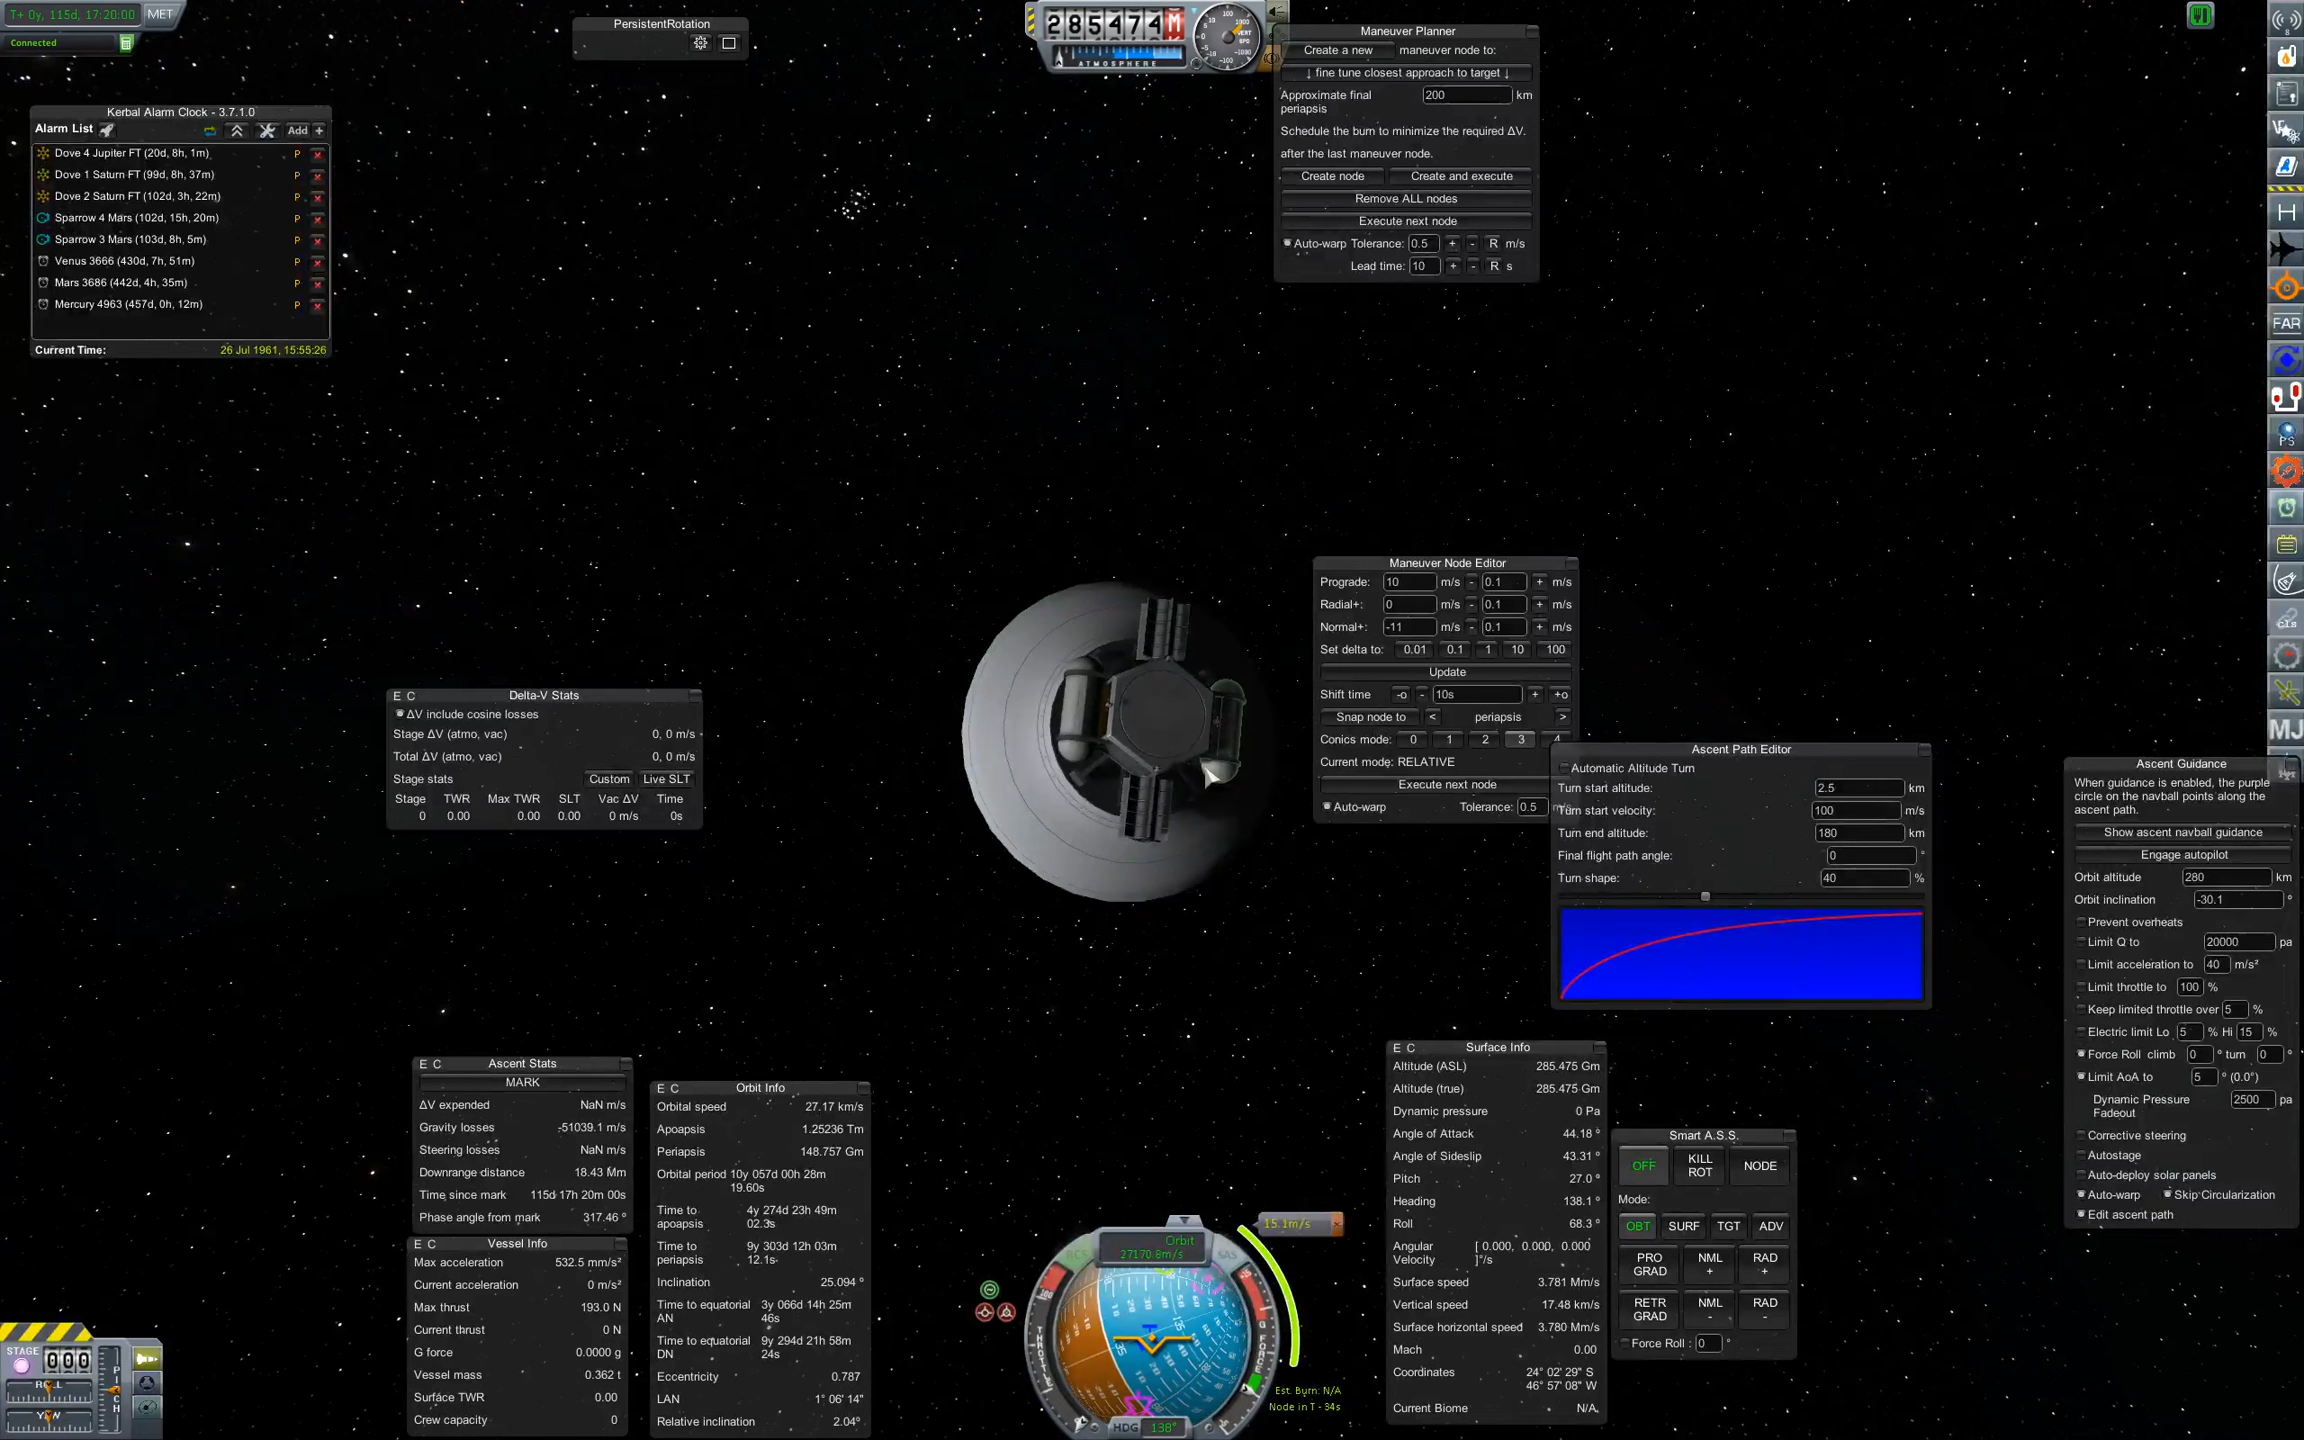 T+ 0y, 115d, 17:20:00 MET
Connected
PersistentRotation
285474M
ATMOSPHERE
Kerbal Alarm Clock - 3.7.1.0
Alarm List Add +
Dove 4 Jupiter FT (20d, 8h, 1m) P
Dove 1 Saturn FT (99d, 8h, 37m) P
Dove 2 Saturn FT (102d, 3h, 22m) P
Sparrow 4 Mars (102d, 15h, 20m) P
Sparrow 3 Mars (103d, 8h, 5m) P
Venus 3666 (430d, 7h, 51m) P
Mars 3686 (442d, 4h, 35m) P
Mercury 4963 (457d, 0h, 12m) P
Current Time: 26 Jul 1961, 15:55:26
Maneuver Planner
Create a new maneuver node to:
↓ fine tune closest approach to target ↓
Approximate final periapsis 200 km
Schedule the burn to minimize the required ΔV.
after the last maneuver node.
Create node Create and execute
Remove ALL nodes
Execute next node
Auto-warp Tolerance: 0.5 + - R m/s
Lead time: 10 + - R s
Maneuver Node Editor
Prograde: 10 m/s - 0.1 + m/s
Radial+: 0 m/s - 0.1 + m/s
Normal+: -11 m/s - 0.1 + m/s
Set delta to: 0.01 0.1 1 10 100
Update
Shift time -o - 10s + +o
Snap node to < periapsis >
Conics mode: 0 1 2 3 4
Current mode: RELATIVE
Execute next node
Auto-warp Tolerance: 0.5
E C Delta-V Stats
ΔV include cosine losses
Stage ΔV (atmo, vac) 0, 0 m/s
Total ΔV (atmo, vac) 0, 0 m/s
Stage stats Custom Live SLT
Stage TWR Max TWR SLT Vac ΔV Time
0 0.00 0.00 0.00 0 m/s 0s
Ascent Path Editor
Automatic Altitude Turn
Turn start altitude: 2.5 km
Turn start velocity: 100 m/s
Turn end altitude: 180 km
Final flight path angle: 0 °
Turn shape: 40 %
Ascent Guidance
When guidance is enabled, the purple
circle on the navball points along the
ascent path.
Show ascent navball guidance
Engage autopilot
Orbit altitude 280 km
Orbit inclination -30.1 °
Prevent overheats
Limit Q to 20000 pa
Limit acceleration to 40 m/s²
Limit throttle to 100 %
Keep limited throttle over 5 %
Electric limit Lo 5 % Hi 15 %
Force Roll climb 0 ° turn 0 °
Limit AoA to 5 ° (0.0°)
Dynamic Pressure Fadeout 2500 pa
Corrective steering
Autostage
Auto-deploy solar panels
Auto-warp Skip Circularization
Edit ascent path
E C Ascent Stats
MARK
ΔV expended NaN m/s
Gravity losses -51039.1 m/s
Steering losses NaN m/s
Downrange distance 18.43 Mm
Time since mark 115d 17h 20m 00s
Phase angle from mark 317.46 °
E C Vessel Info
Max acceleration 532.5 mm/s²
Current acceleration 0 m/s²
Max thrust 193.0 N
Current thrust 0 N
G force 0.0000 g
Vessel mass 0.362 t
Surface TWR 0.00
Crew capacity 0
E C Orbit Info
Orbital speed 27.17 km/s
Apoapsis 1.25236 Tm
Periapsis 148.757 Gm
Orbital period 10y 057d 00h 28m
19.60s
Time to apoapsis 4y 274d 23h 49m 02.3s
Time to periapsis 9y 303d 12h 03m 12.1s
Inclination 25.094 °
Time to equatorial AN 3y 066d 14h 25m 46s
Time to equatorial DN 9y 294d 21h 58m 24s
Eccentricity 0.787
LAN 1° 06' 14"
Relative inclination 2.04°
E C Surface Info
Altitude (ASL) 285.475 Gm
Altitude (true) 285.475 Gm
Dynamic pressure 0 Pa
Angle of Attack 44.18 °
Angle of Sideslip 43.31 °
Pitch 27.0 °
Heading 138.1 °
Roll 68.3 °
Angular Velocity [ 0.000, 0.000, 0.000 ]°/s
Surface speed 3.781 Mm/s
Vertical speed 17.48 km/s
Surface horizontal speed 3.780 Mm/s
Mach 0.00
Coordinates 24° 02' 29" S
46° 57' 08" W
Current Biome N/A
Smart A.S.S.
OFF KILL ROT NODE
Mode:
OBT SURF TGT ADV
PRO GRAD NML + RAD +
RETR GRAD NML - RAD -
Force Roll : 0 °
15.1m/s
Orbit
27170.8m/s
RCS SAS
HDG 138°
Est. Burn: N/A
Node in T - 34s
STAGE 000
ROLL
YAW
PITCH
THROTTLE
G FORCE
FAR
PS
CLS
MJ